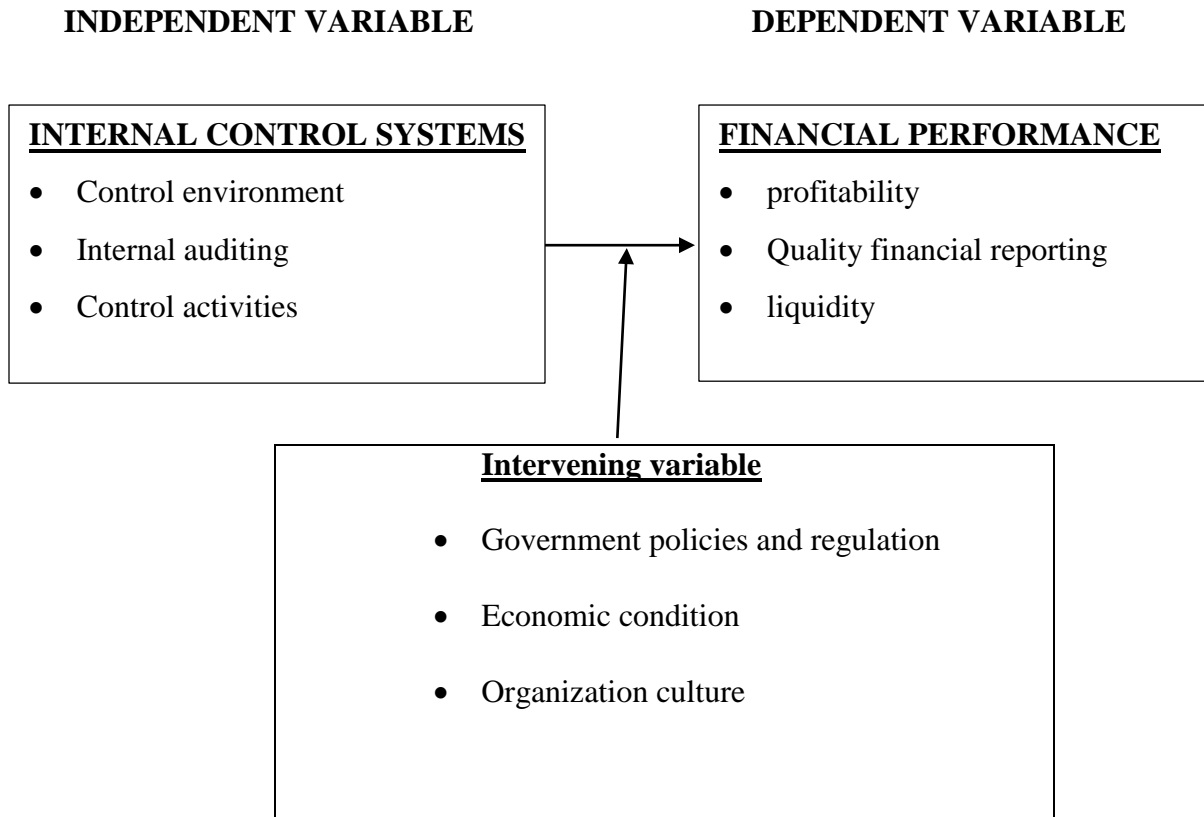 INDEPENDENT VARIABLE
DEPENDENT VARIABLE
INTERNAL CONTROL SYSTEMS
• Control environment
• Internal auditing
• Control activities
FINANCIAL PERFORMANCE
• profitability
• Quality financial reporting
• liquidity
Intervening variable
• Government policies and regulation
• Economic condition
• Organization culture